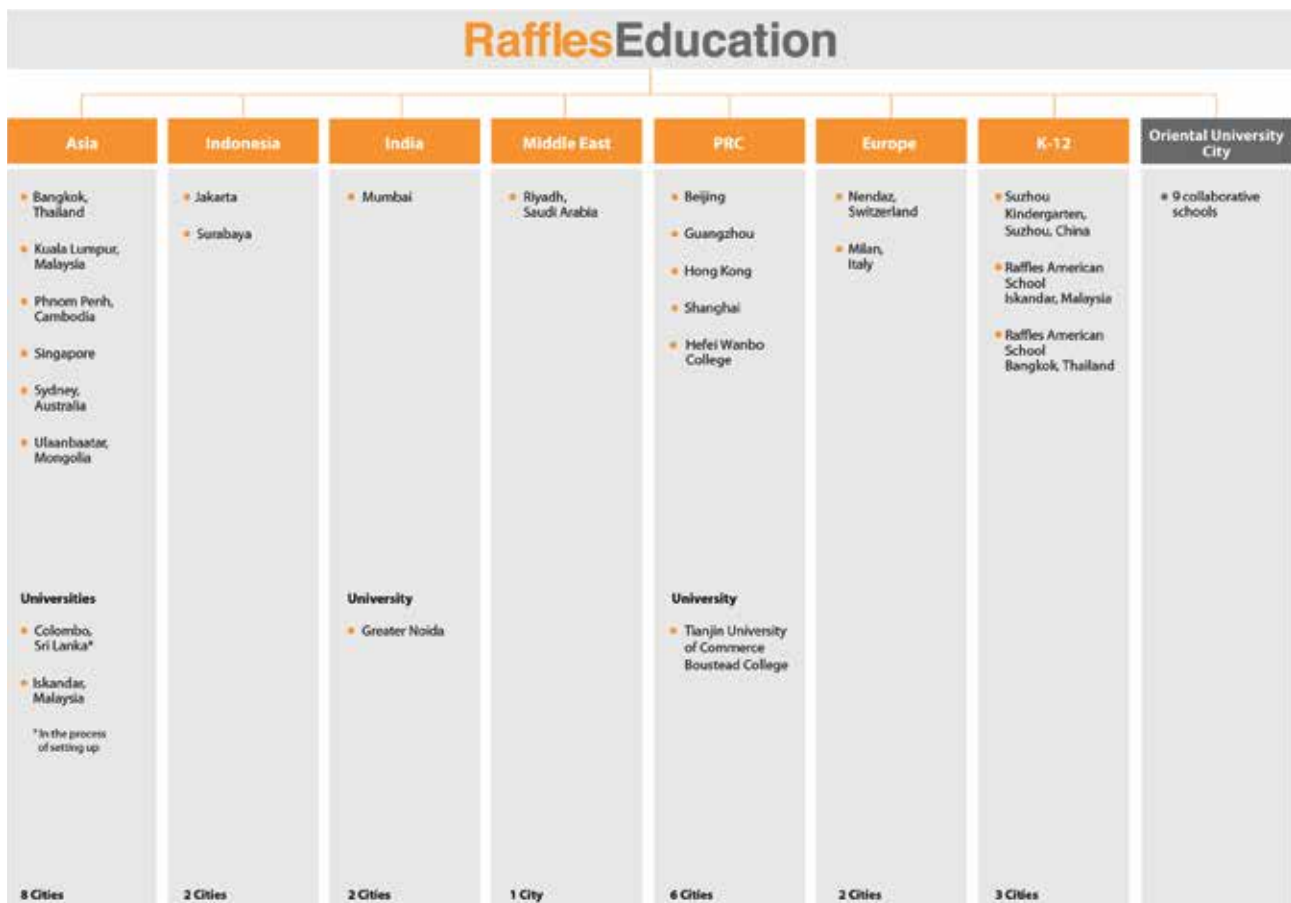 RafflesEducation
Asia
Bangkok,
Thailand
Kuala Lumpur,
Malaysia
Phnom Penh,
Cambodia
Singapore
Sydney,
Australia
Ulaanbaatar,
Mongolia
Universities
Colombo,
Sri Lanka*
Iskandar,
Malaysia
*In the process
of setting up
8 Cities
Indonesia
Jakarta
Surabaya
2 Cities
India
Mumbai
University
Greater Noida
2 Cities
Middle East
Riyadh,
Saudi Arabia
1 City
PRC
Beijing
Guangzhou
Hong Kong
Shanghai
Hefei Wanbo
College
University
Tianjin University
of Commerce
Boustead College
6 Cities
Europe
Nendaz,
Switzerland
Milan,
Italy
2 Cities
K-12
Suzhou
Kindergarten,
Suzhou, China
Raffles American
School
Iskandar, Malaysia
Raffles American
School
Bangkok, Thailand
3 Cities
Oriental University
City
9 collaborative
schools